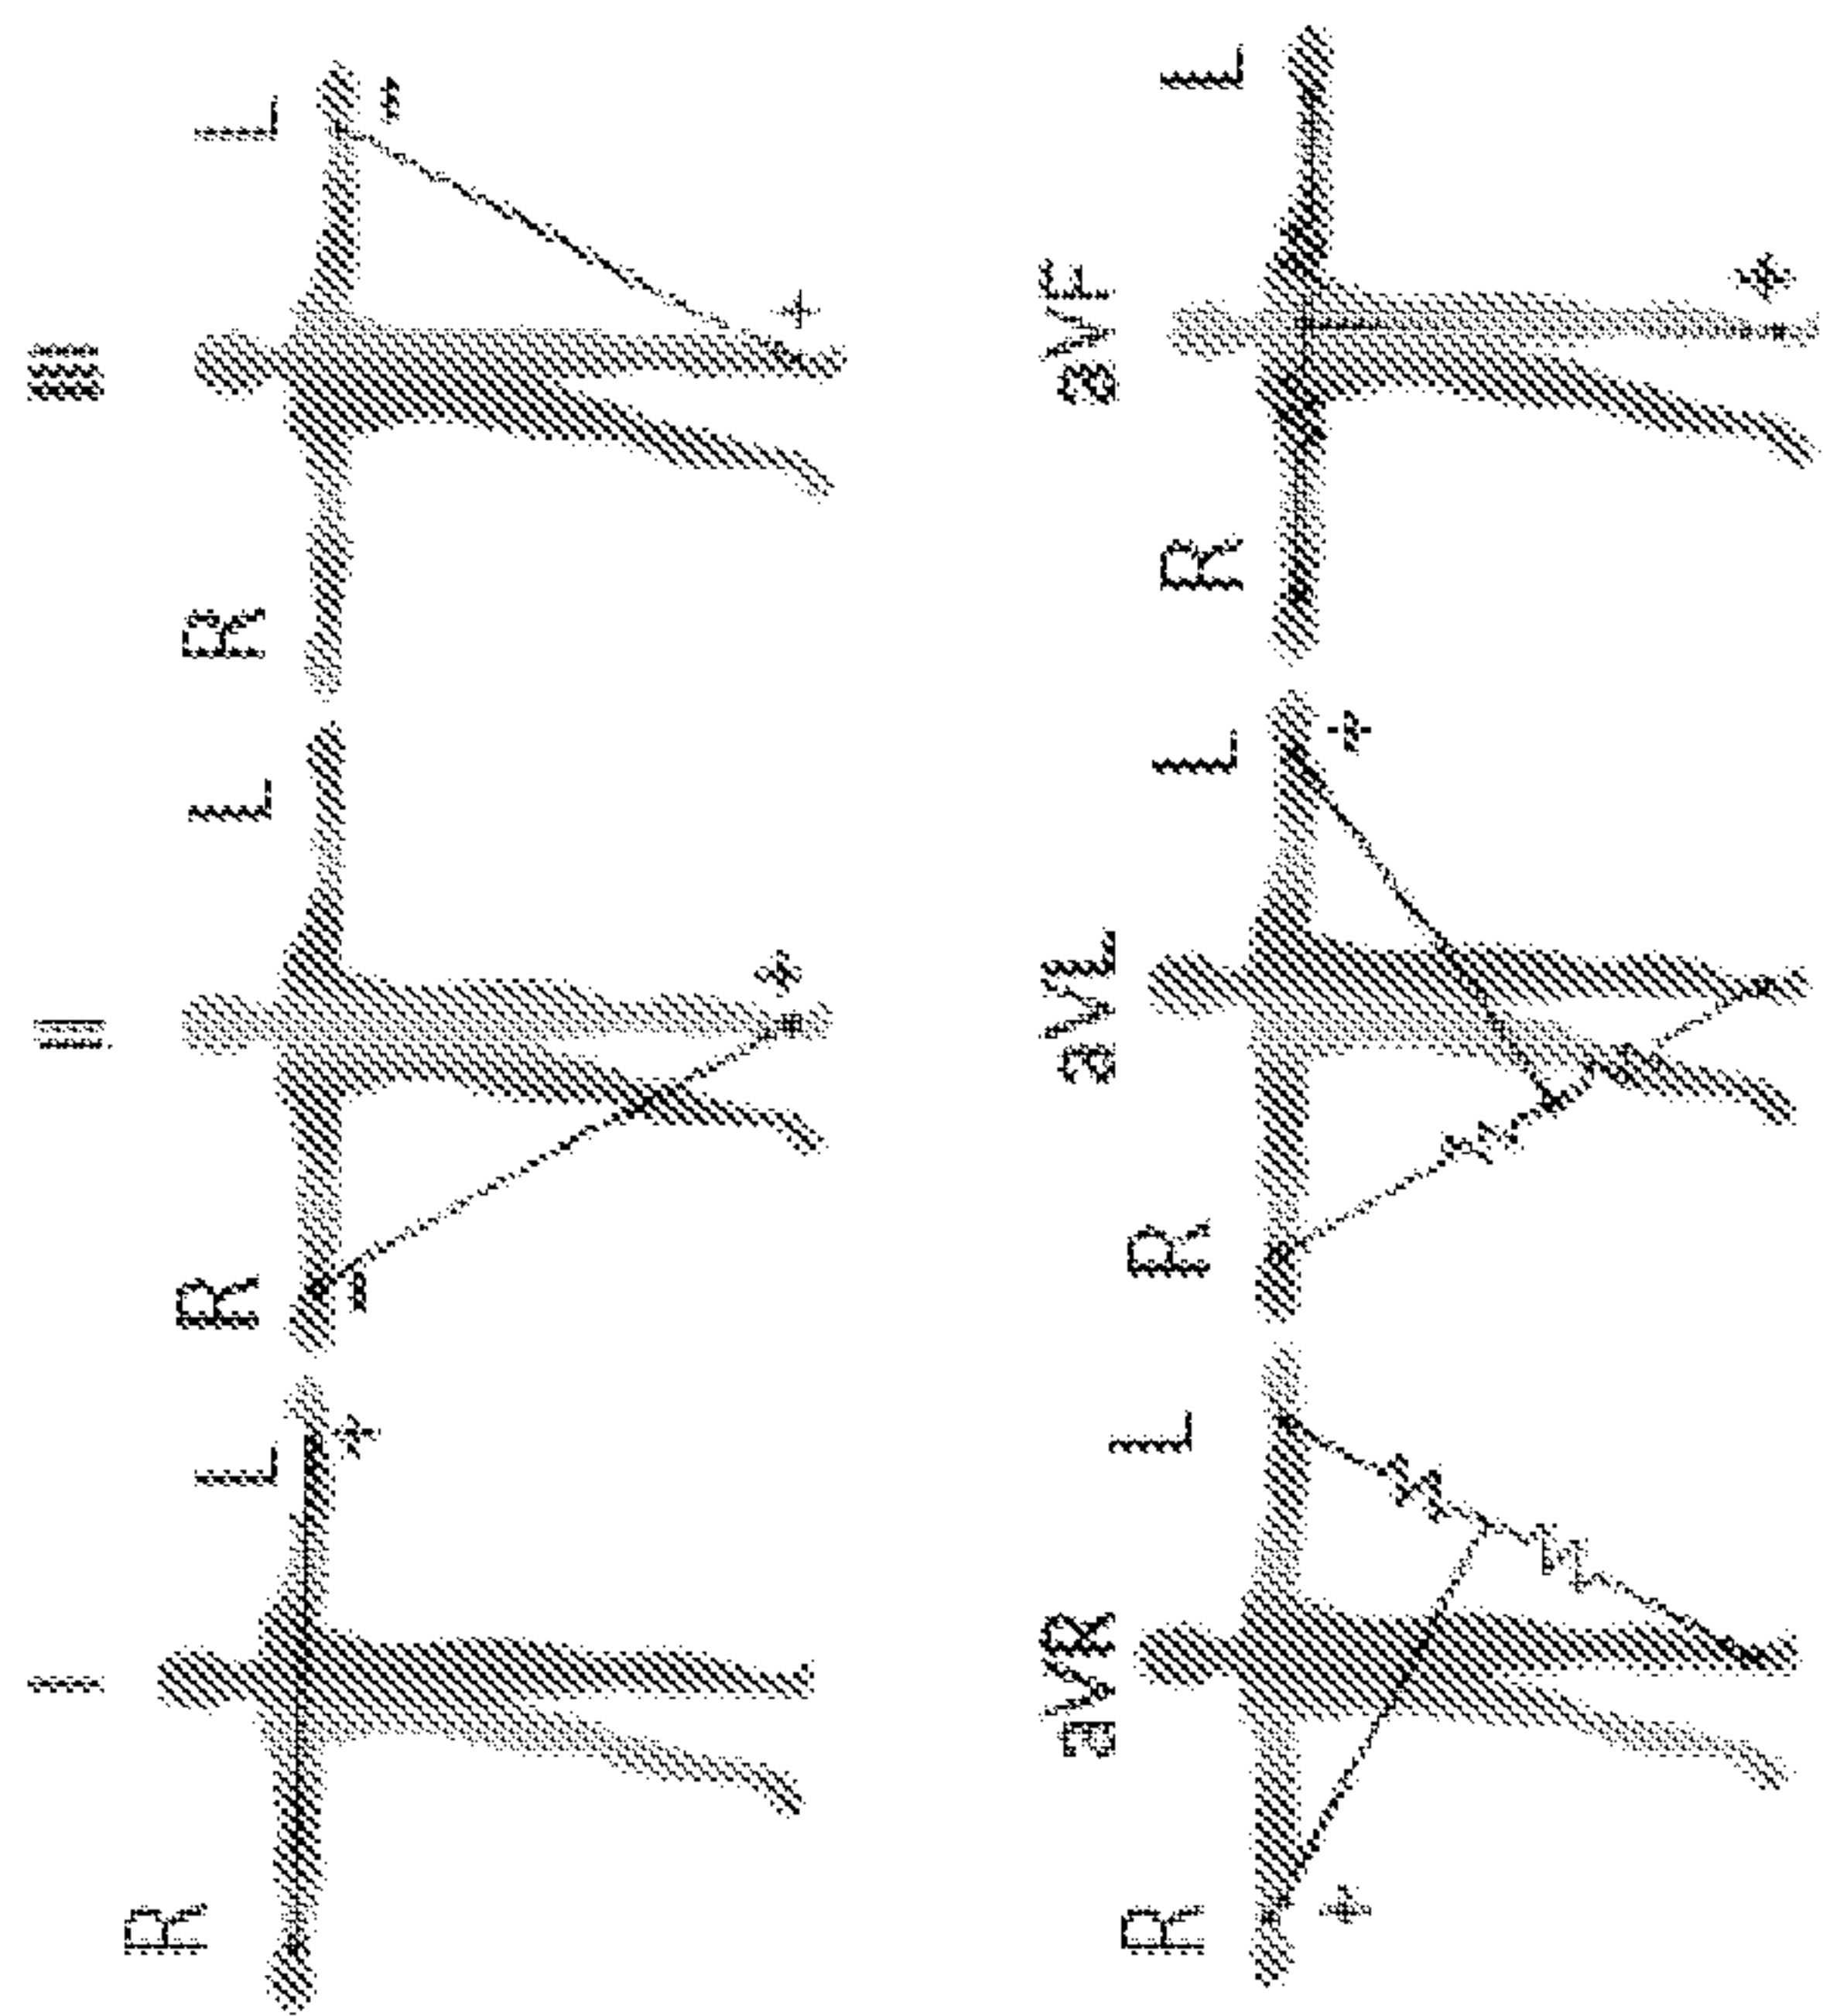 I II III
R L R L R L
+ - -
+ +
aVR aVL aVF
R L R L R L
+ +
+